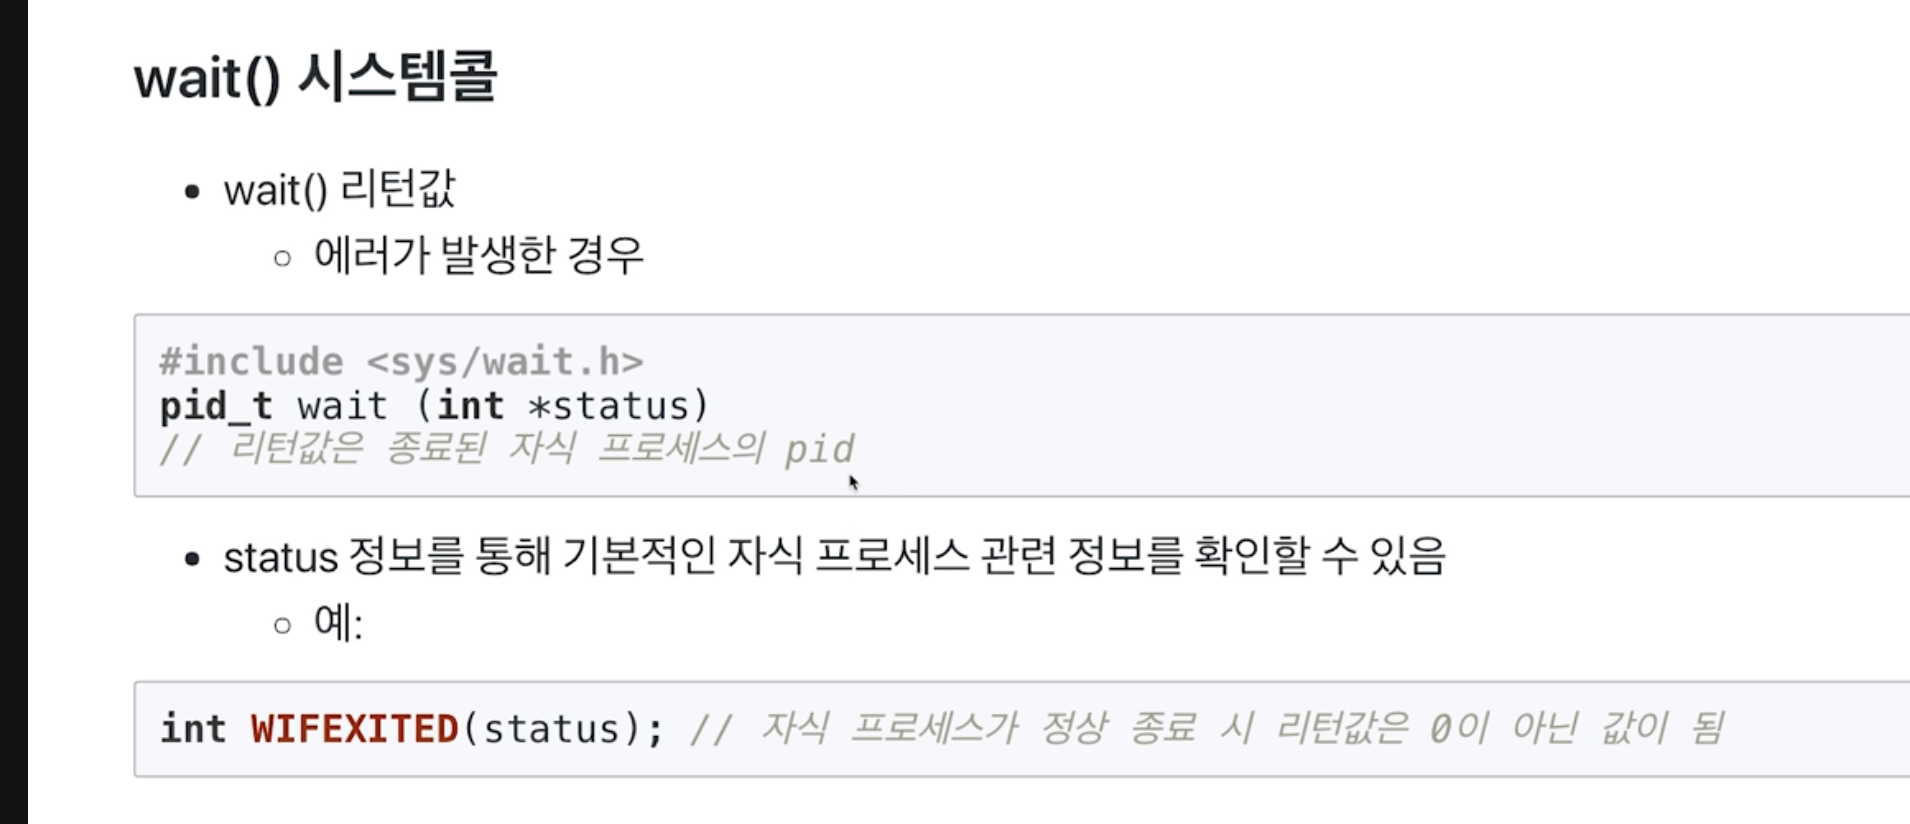 wait() 시스템콜
• wait() 리턴값
○ 에러가 발생한 경우
#include <sys/wait.h>
pid_t wait (int *status)
// 리턴값은 종료된 자식 프로세스의 pid
• status 정보를 통해 기본적인 자식 프로세스 관련 정보를 확인할 수 있음
○ 예:
int WIFEXITED(status); // 자식 프로세스가 정상 종료 시 리턴값은 0이 아닌 값이 됨